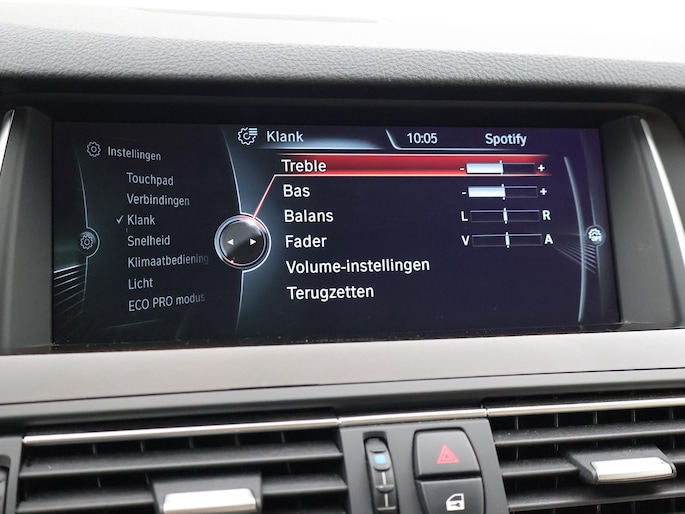 Klank 10:05 Spotify
Instellingen
Touchpad
Verbindingen
✓ Klank
Snelheid
Klimaatbediening
Licht
ECO PRO modus
Treble - +
Bas - +
Balans L R
Fader V A
Volume-instellingen
Terugzetten